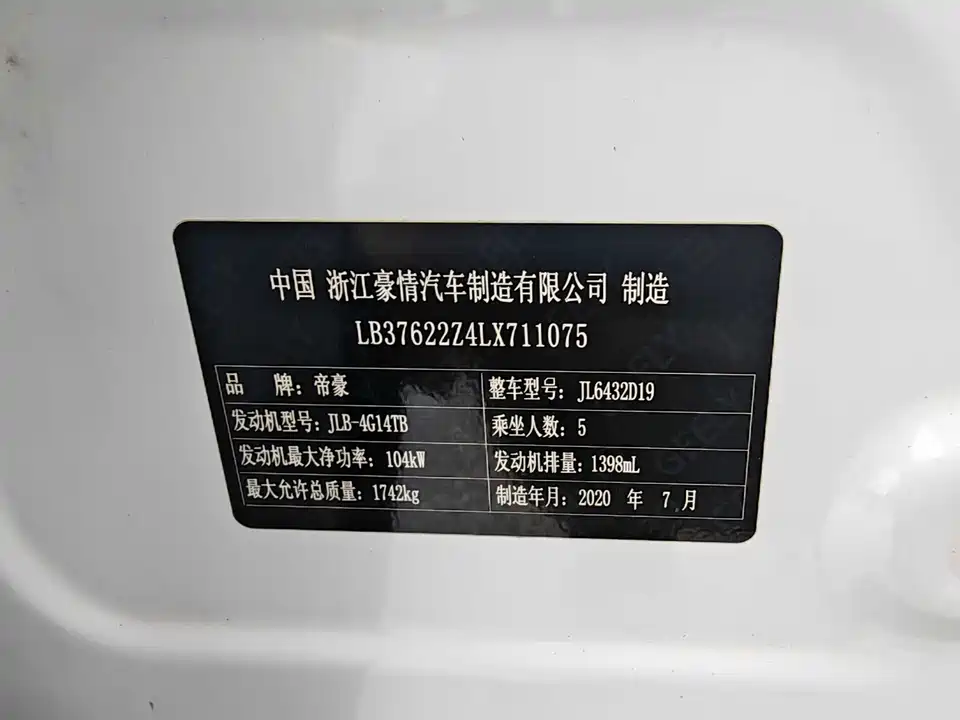 中国 浙江豪情汽车制造有限公司 制造
LB37622Z4LX711075
品 牌：帝豪 整车型号：JL6432D19
发动机型号：JLB-4G14TB 乘坐人数：5
发动机最大净功率：104kW 发动机排量：1398mL
最大允许总质量：1742kg 制造年月：2020 年 7 月